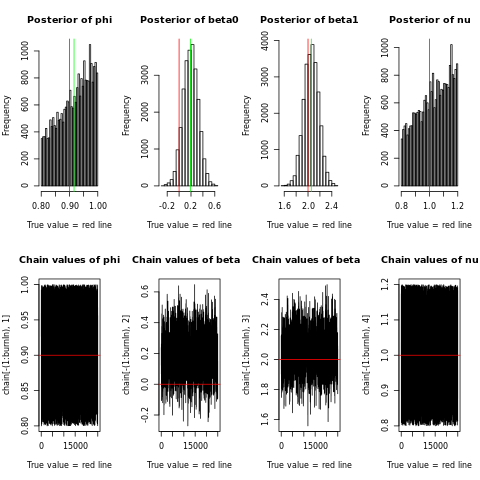 Posterior of phi
Posterior of beta0
Posterior of beta1
Posterior of nu
Frequency
0 200 400 600 800 1000
0.80 0.90 1.00
True value = red line
Frequency
0 1000 2000 3000
-0.2 0.2 0.6
True value = red line
Frequency
0 1000 2000 3000 4000
1.6 2.0 2.4
True value = red line
Frequency
0 200 400 600 800 1000
0.8 1.0 1.2
True value = red line
Chain values of phi
Chain values of beta
Chain values of beta
Chain values of nu
chain[-(1:burnIn), 1]
0.80 0.85 0.90 0.95 1.00
0 15000
True value = red line
chain[-(1:burnIn), 2]
-0.2 0.0 0.2 0.4 0.6
0 15000
True value = red line
chain[-(1:burnIn), 3]
1.6 1.8 2.0 2.2 2.4
0 15000
True value = red line
chain[-(1:burnIn), 4]
0.8 0.9 1.0 1.1 1.2
0 15000
True value = red line